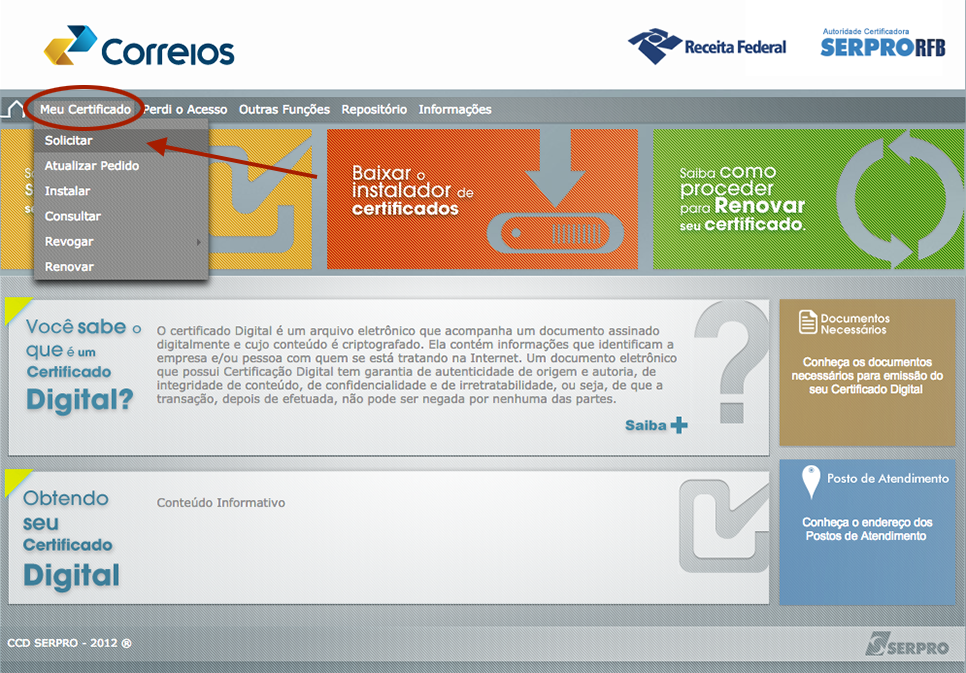 Correios
Receita Federal
Autoridade Certificadora
SERPRORFB
Meu Certificado
Perdi o Acesso
Outras Funções
Repositório
Informações
Solicitar
Atualizar Pedido
Instalar
Consultar
Revogar
Renovar
Baixar o
instalador de
certificados
Saiba como
proceder
para Renovar
seu certificado.
Você sabe o
que é um
Certificado
Digital?
O certificado Digital é um arquivo eletrônico que acompanha um documento assinado
digitalmente e cujo conteúdo é criptografado. Ela contém informações que identificam a
empresa e/ou pessoa com quem se está tratando na Internet. Um documento eletrônico
que possui Certificação Digital tem garantia de autenticidade de origem e autoria, de
integridade de conteúdo, de confidencialidade e de irretratabilidade, ou seja, de que a
transação, depois de efetuada, não pode ser negada por nenhuma das partes.
Saiba +
Documentos
Necessários
Conheça os documentos
necessários para emissão do
seu Certificado Digital
Obtendo
seu
Certificado
Digital
Conteúdo Informativo
Posto de Atendimento
Conheça o endereço dos
Postos de Atendimento
CCD SERPRO - 2012 ®
SERPRO